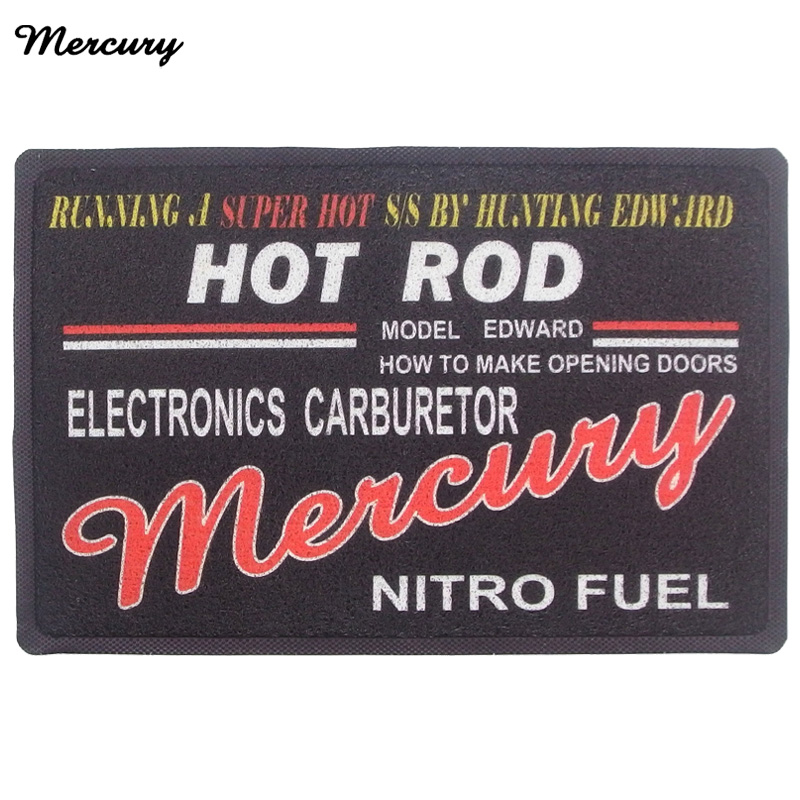 Mercury
RUNNING A SUPER HOT S/S BY HUNTING EDWARD
HOT ROD
MODEL EDWARD
HOW TO MAKE OPENING DOORS
ELECTRONICS CARBURETOR
Mercury
NITRO FUEL